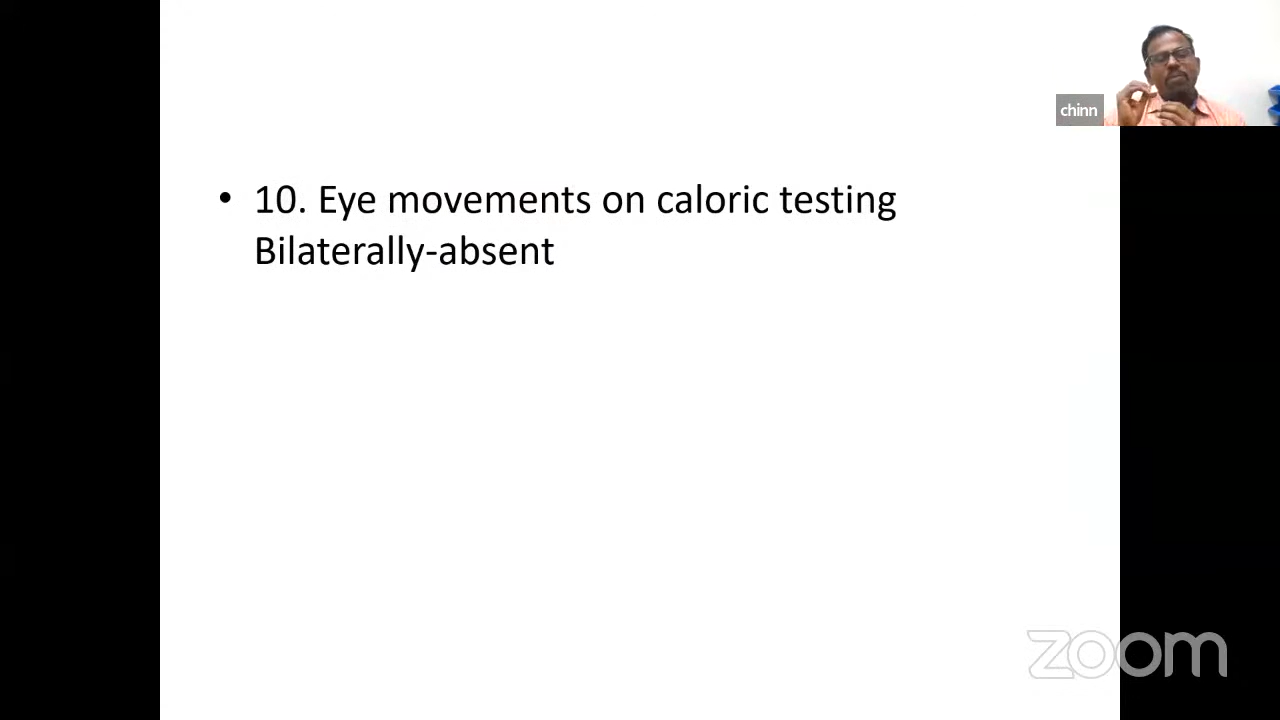 chinn
• 10. Eye movements on caloric testing
Bilaterally-absent
zoom